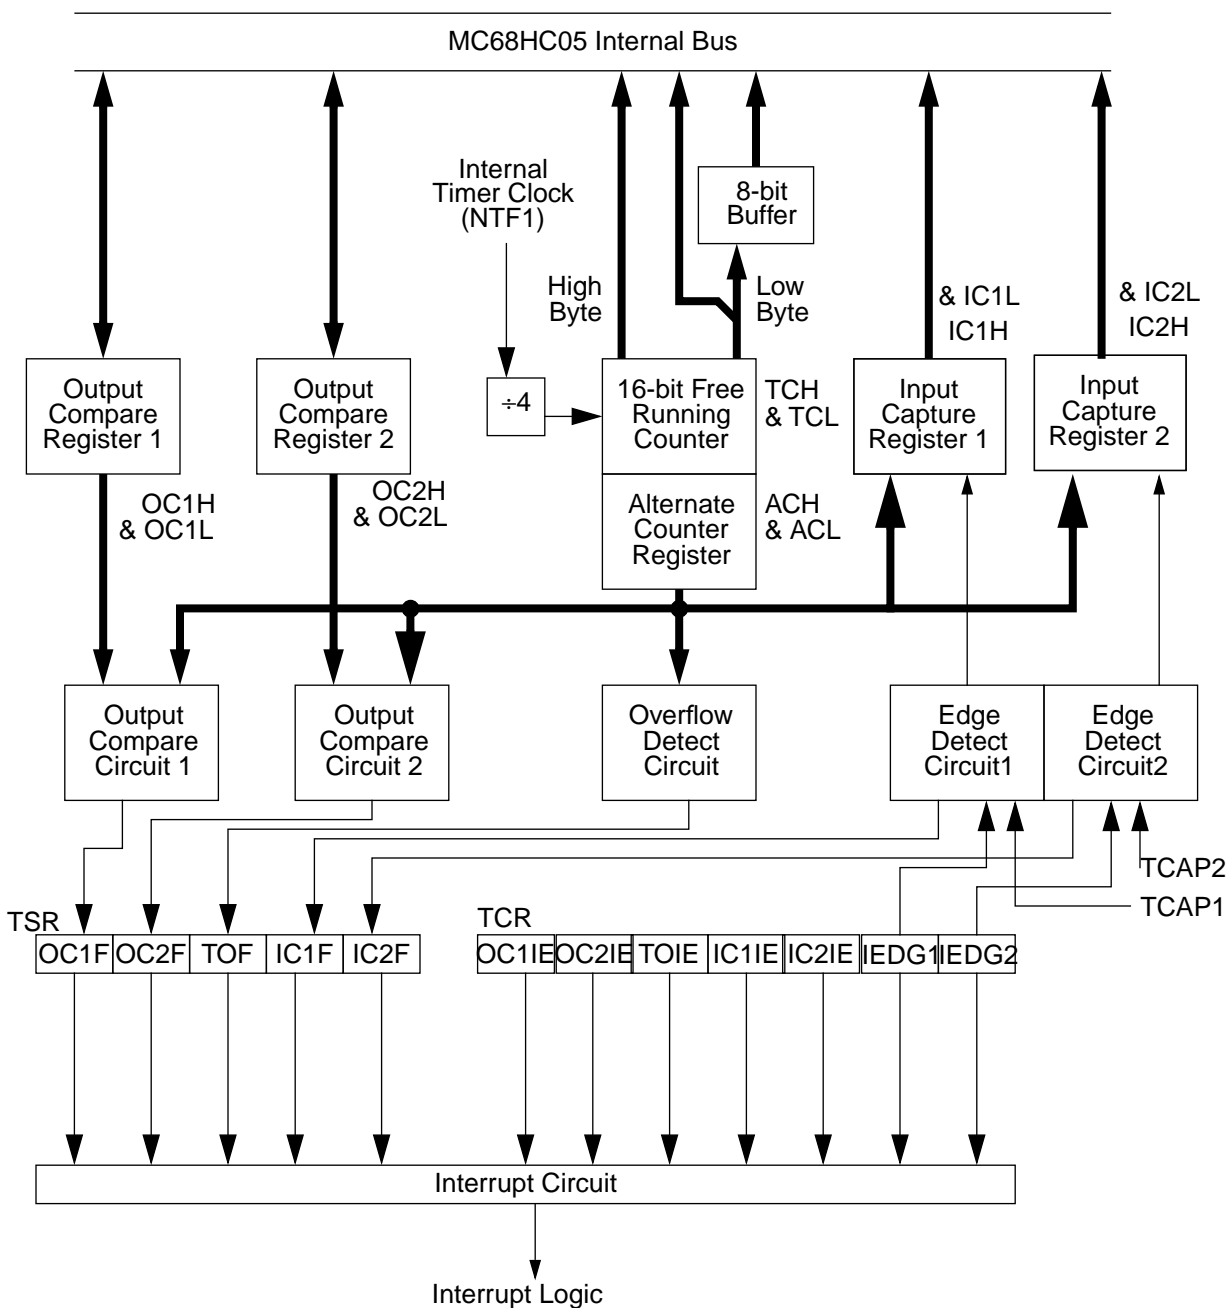 MC68HC05 Internal Bus
Internal
Timer Clock
(NTF1)
8-bit
Buffer
High
Byte
Low
Byte
& IC1L
IC1H
& IC2L
IC2H
Output
Compare
Register 1
Output
Compare
Register 2
÷4
16-bit Free
Running
Counter
TCH
& TCL
Input
Capture
Register 1
Input
Capture
Register 2
OC1H
& OC1L
OC2H
& OC2L
Alternate
Counter
Register
ACH
& ACL
Output
Compare
Circuit 1
Output
Compare
Circuit 2
Overflow
Detect
Circuit
Edge
Detect
Circuit1
Edge
Detect
Circuit2
TCAP2
TCAP1
TSR
OC1F OC2F TOF IC1F IC2F
TCR
OC1IE OC2IE TOIE IC1IE IC2IE IEDG1 IEDG2
Interrupt Circuit
Interrupt Logic